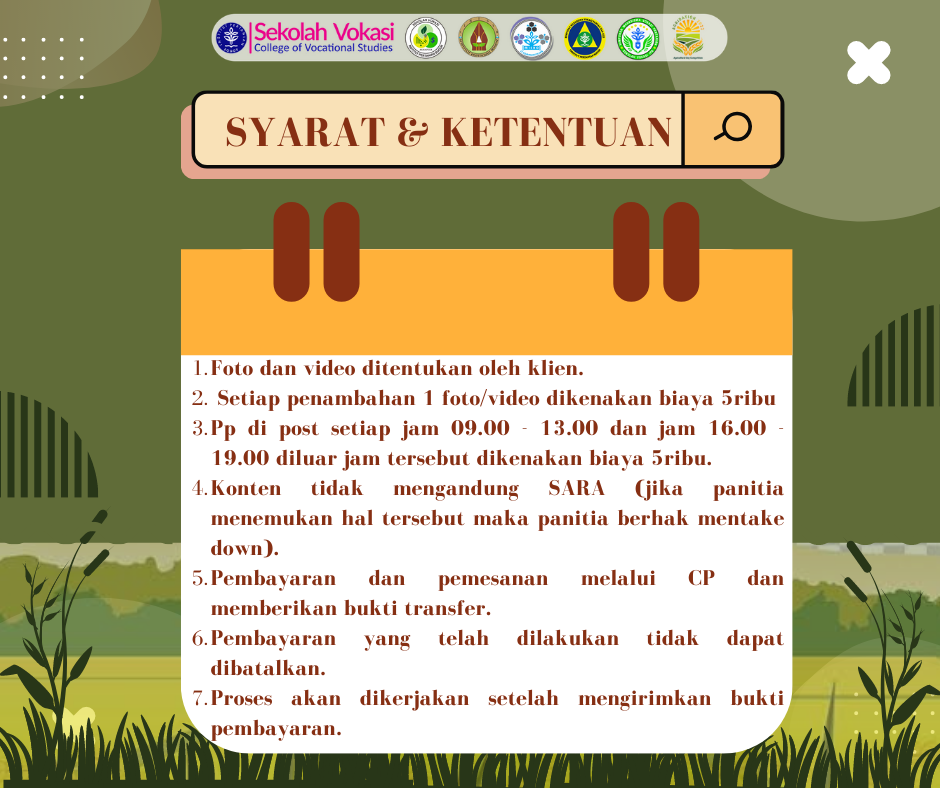 Sekolah Vokasi
College of Vocational Studies
SYARAT & KETENTUAN
1. Foto dan video ditentukan oleh klien.
2. Setiap penambahan 1 foto/video dikenakan biaya 5ribu
3. Pp di post setiap jam 09.00 - 13.00 dan jam 16.00 -
19.00 diluar jam tersebut dikenakan biaya 5ribu.
4. Konten tidak mengandung SARA (jika panitia
menemukan hal tersebut maka panitia berhak mentake
down).
5. Pembayaran dan pemesanan melalui CP dan
memberikan bukti transfer.
6. Pembayaran yang telah dilakukan tidak dapat
dibatalkan.
7. Proses akan dikerjakan setelah mengirimkan bukti
pembayaran.